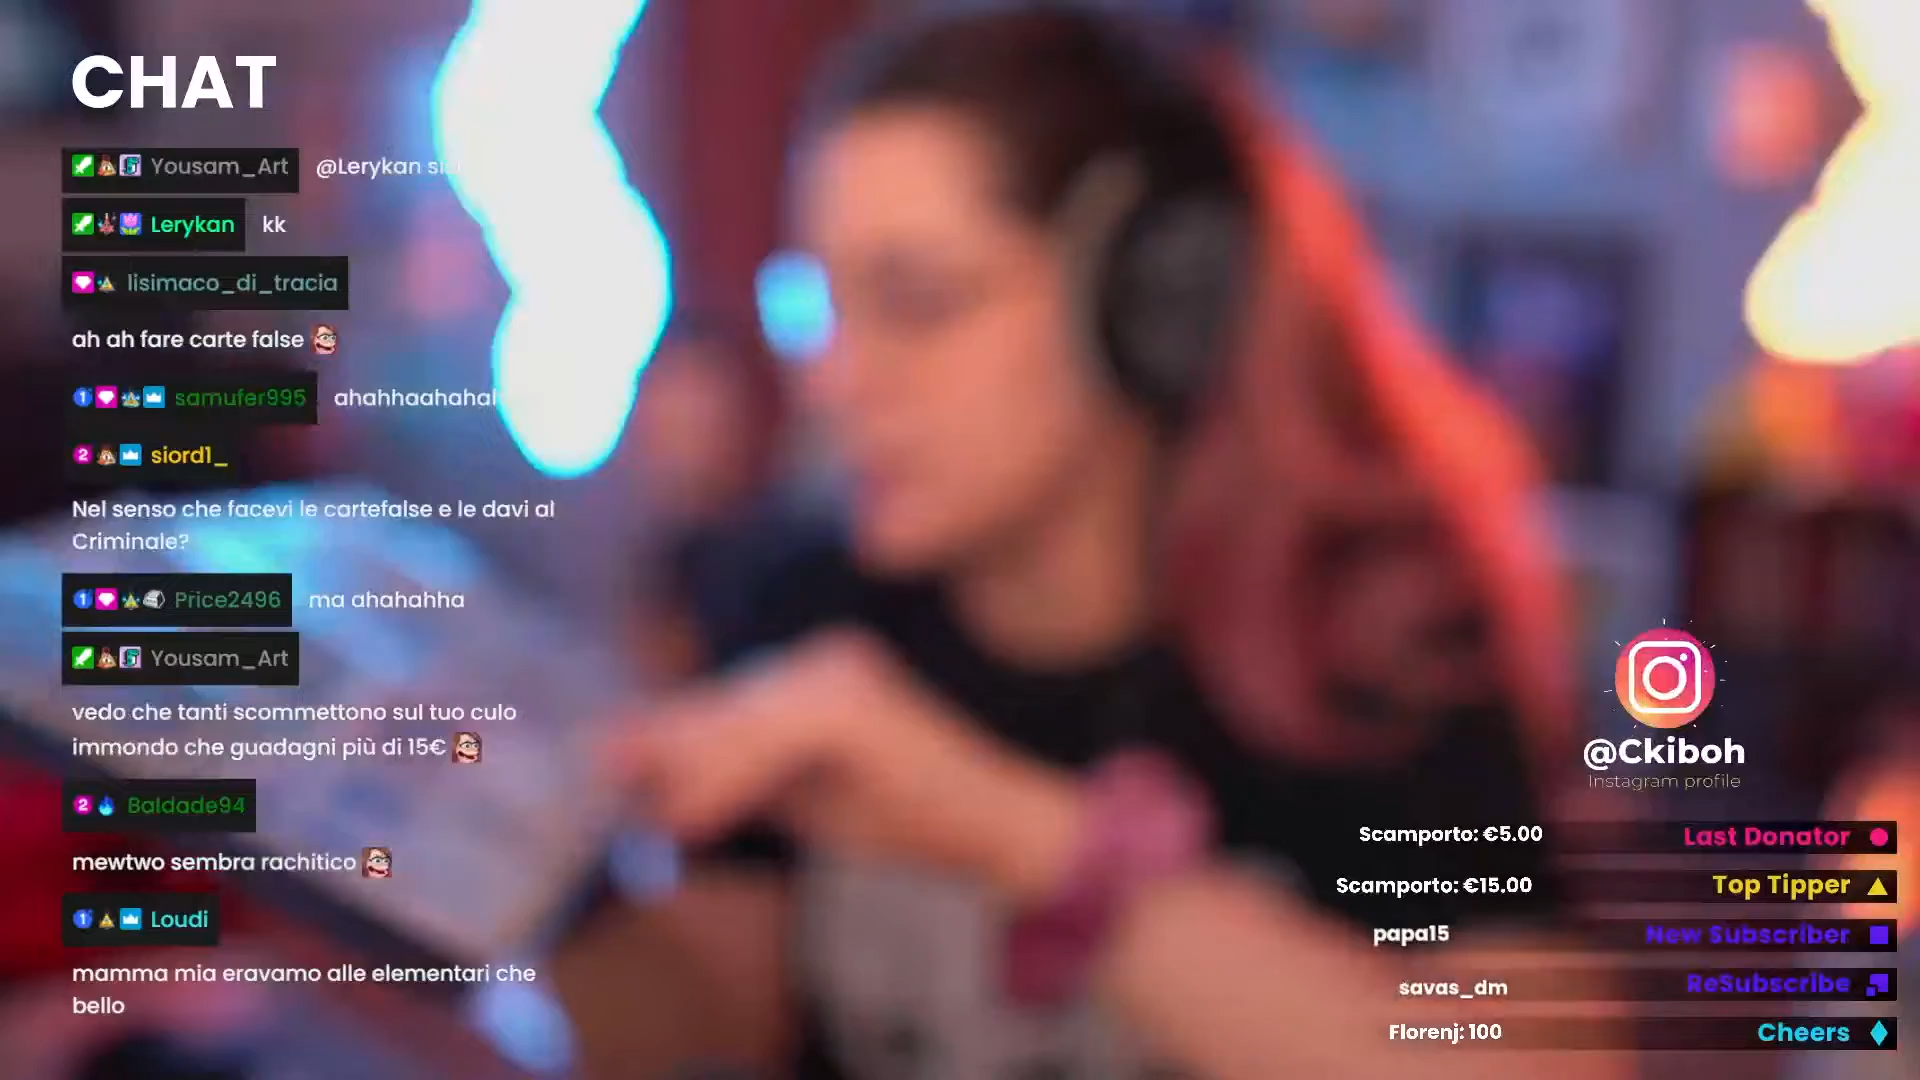 CHAT
Yousam_Art @Lerykan
Lerykan kk
lisimaco_di_tracia
ah ah fare carte false
samufer995 ahahhaahahah
siord1_
Nel senso che facevi le cartefalse e le davi al
Criminale?
Price2496 ma ahahahha
Yousam_Art
vedo che tanti scommettono sul tuo culo
immondo che guadagni più di 15€
Baldade94
mewtwo sembra rachitico
Loudi
mamma mia eravamo alle elementari che
bello
@Ckiboh
Instagram profile
Scamporto: €5.00 Last Donator
Scamporto: €15.00 Top Tipper
papa15 New Subscriber
savas_dm ReSubscribe
Florenj: 100 Cheers